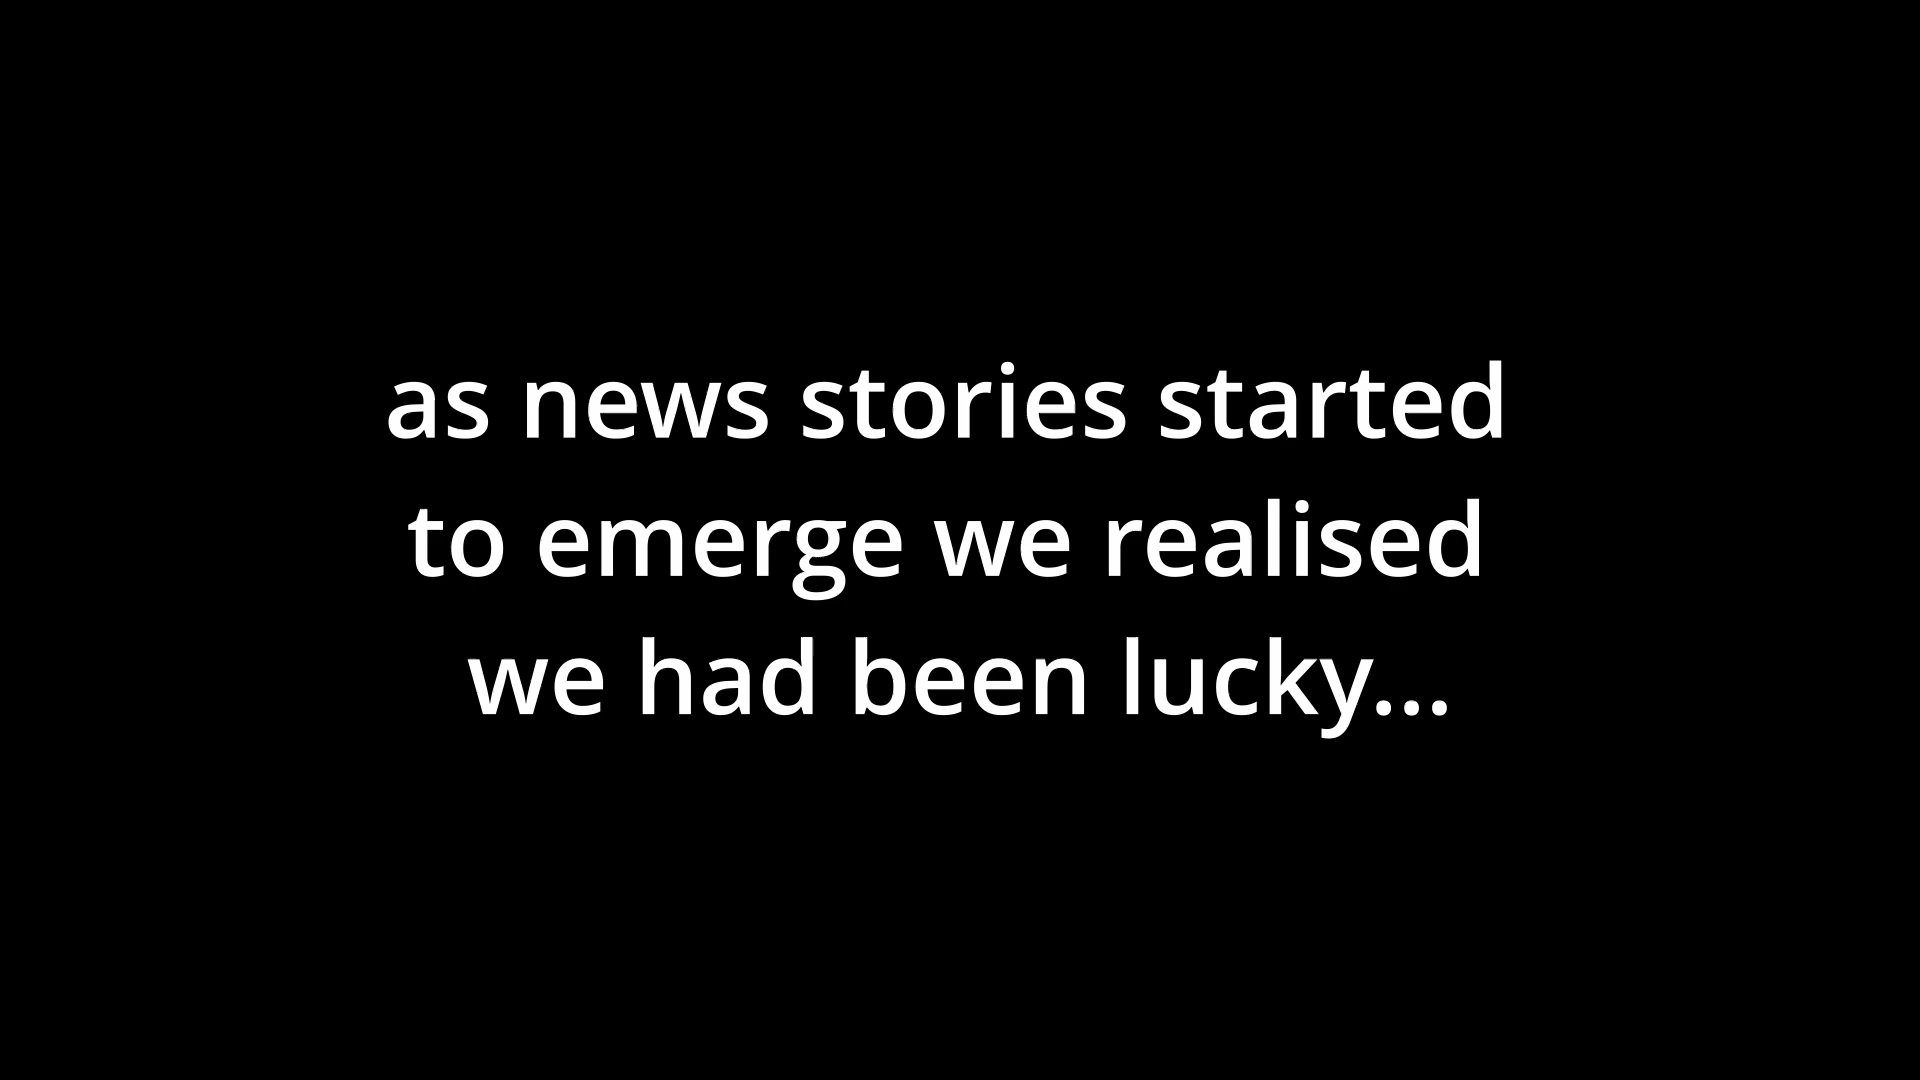 as news stories started
to emerge we realised
we had been lucky...